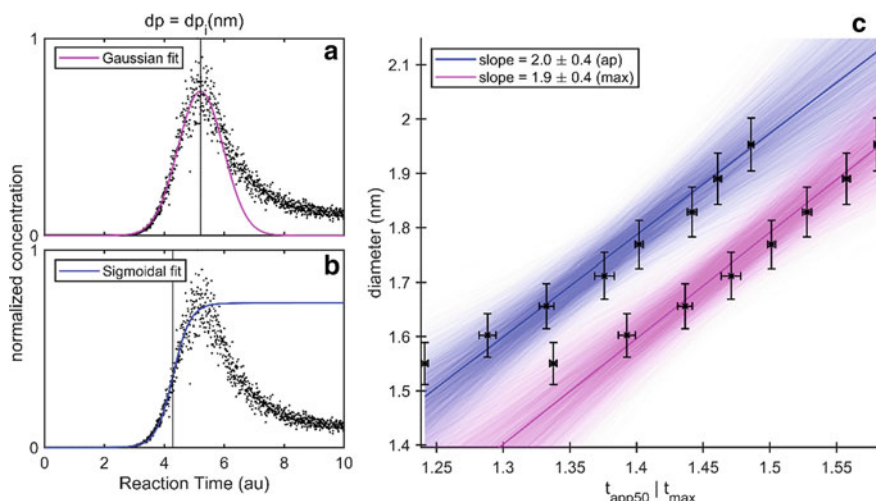 dp = dp_i(nm)
a
Gaussian fit
1
0
normalized concentration
b
Sigmoidal fit
1
0
0 2 4 6 8 10
Reaction Time (au)
c
slope = 2.0 ± 0.4 (ap)
slope = 1.9 ± 0.4 (max)
diameter (nm)
2.1
2
1.9
1.8
1.7
1.6
1.5
1.4
1.25 1.3 1.35 1.4 1.45 1.5 1.55
t_app50 | t_max